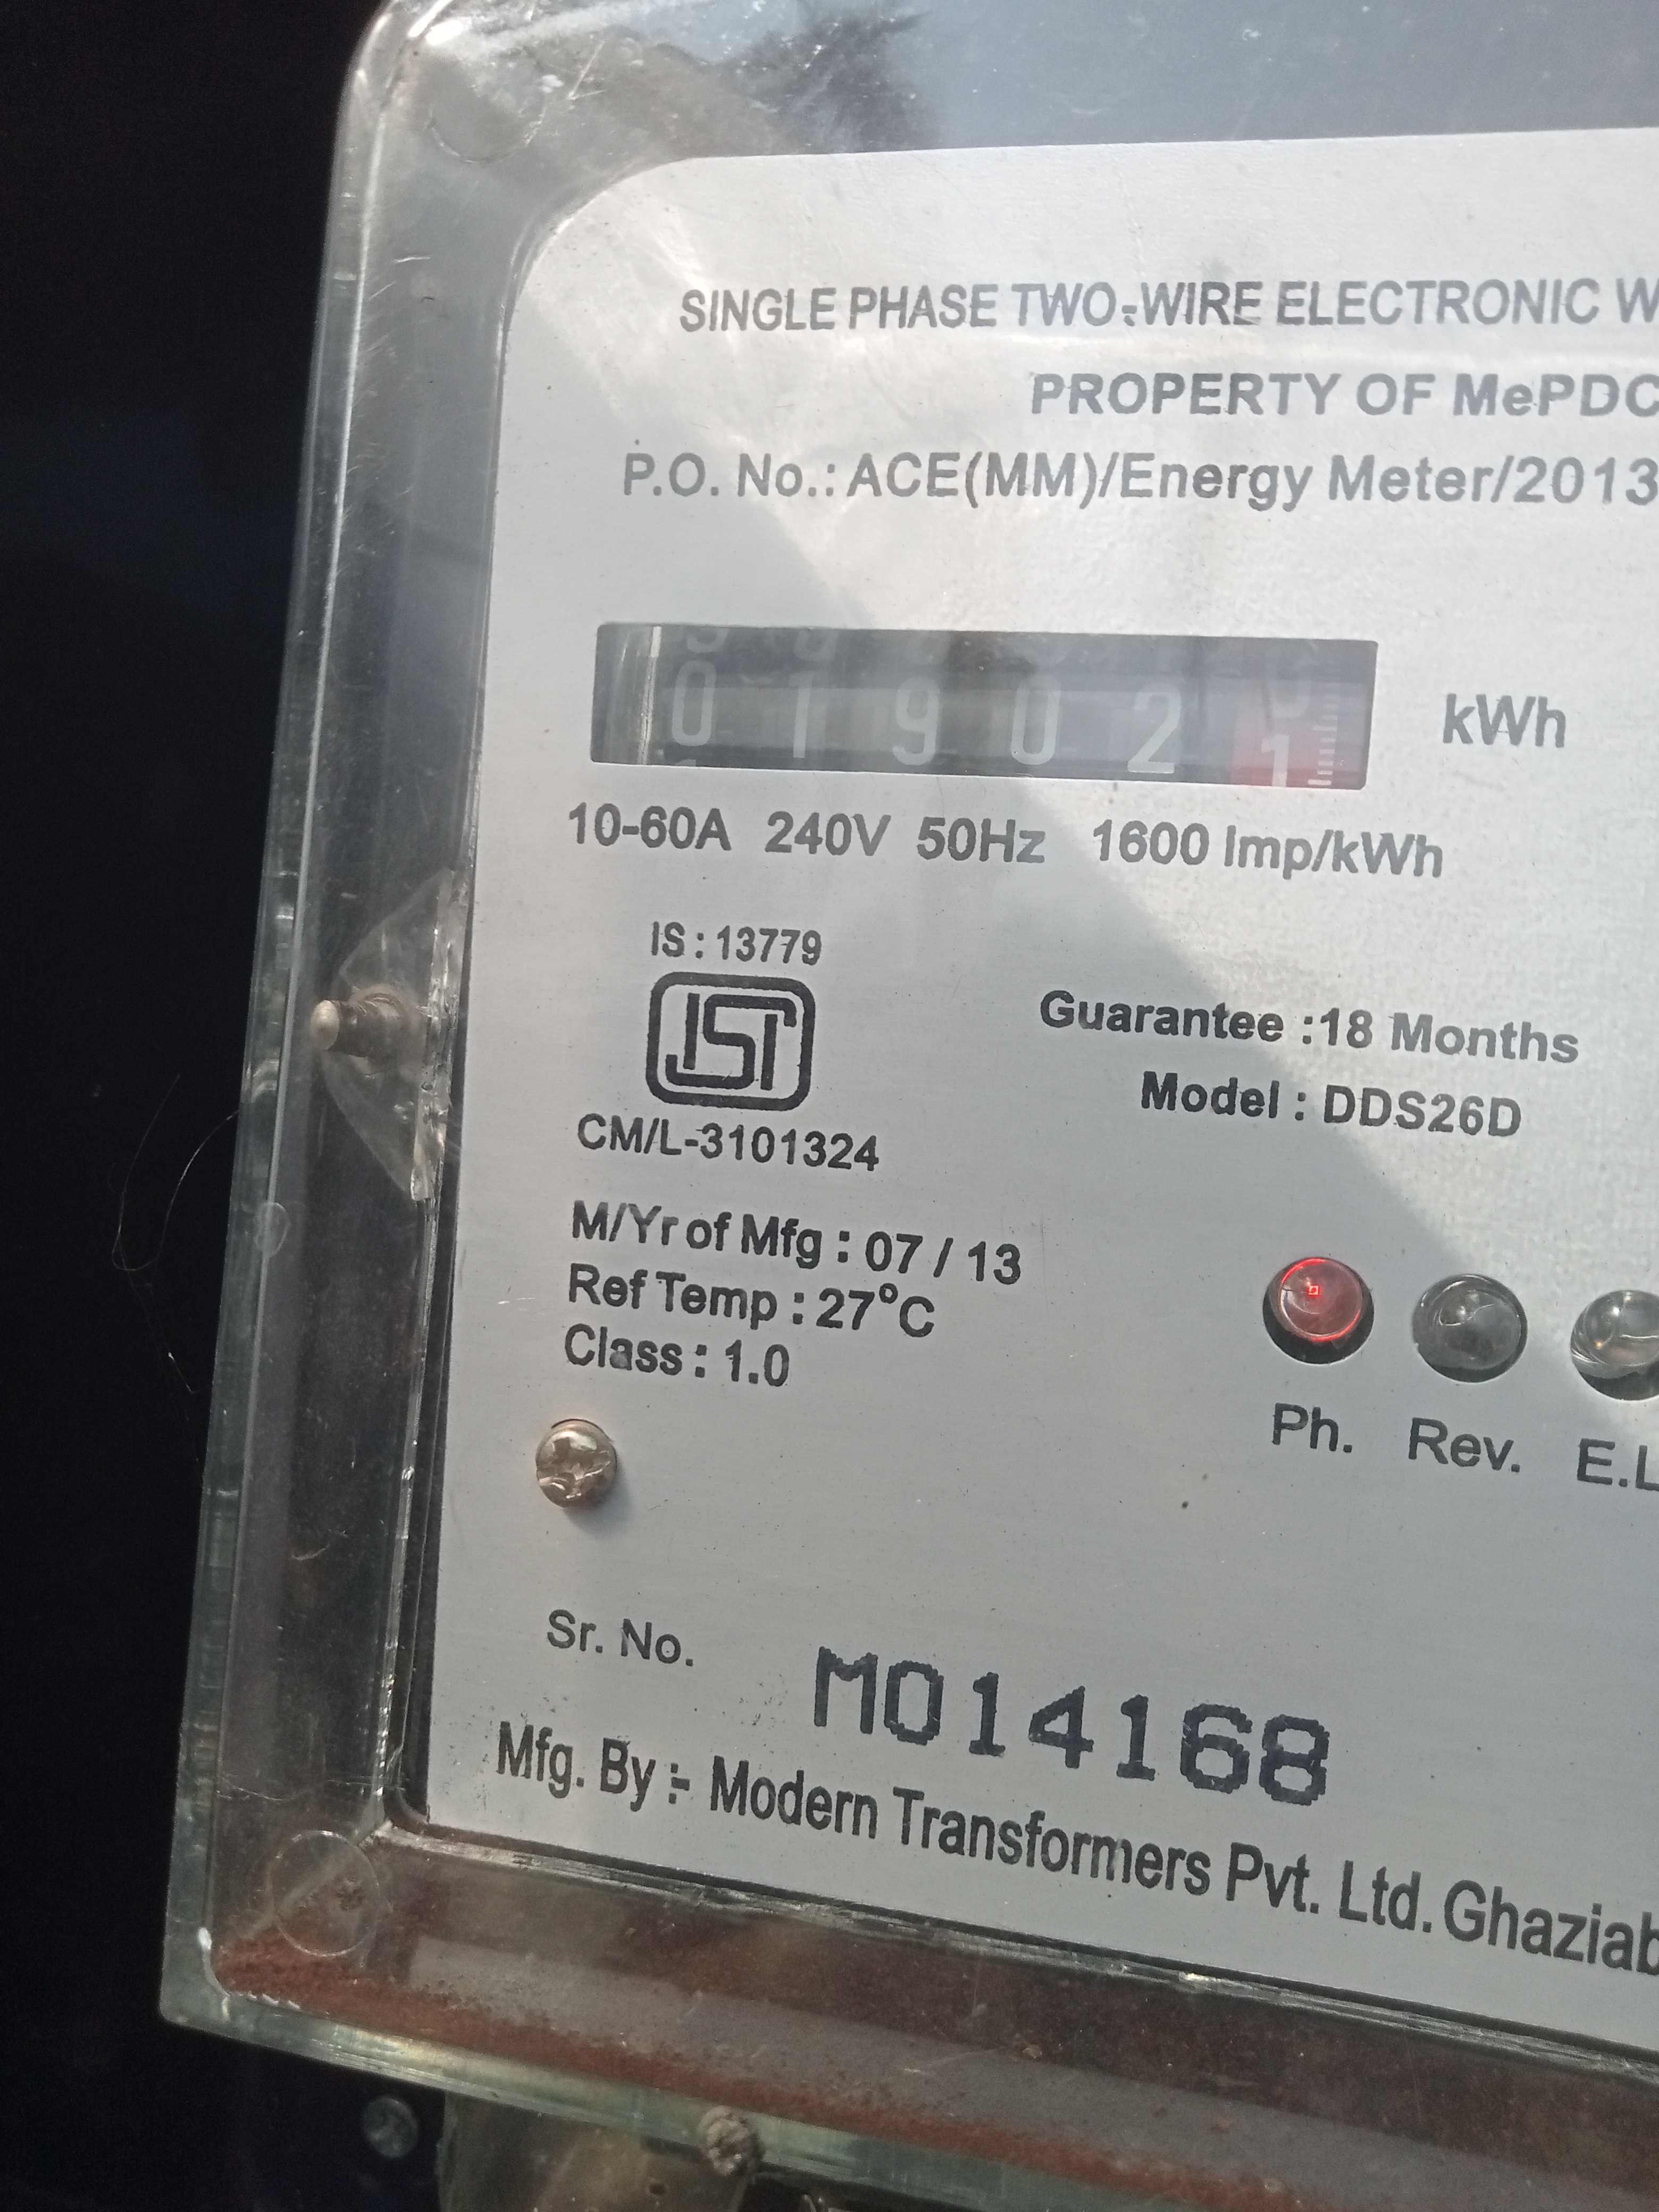 SINGLE PHASE TWO-WIRE ELECTRONIC W
PROPERTY OF MePDC
P.O. No.: ACE(MM)/Energy Meter/2013
0 1 9 0 2 1 kWh
10-60A 240V 50Hz 1600 Imp/kWh
IS : 13779
ISI
CM/L-3101324
Guarantee :18 Months
Model : DDS26D
M/Yr of Mfg : 07 / 13
Ref Temp : 27°C
Class : 1.0
Ph. Rev. E.L
Sr. No. M014168
Mfg. By :- Modern Transformers Pvt. Ltd. Ghaziab